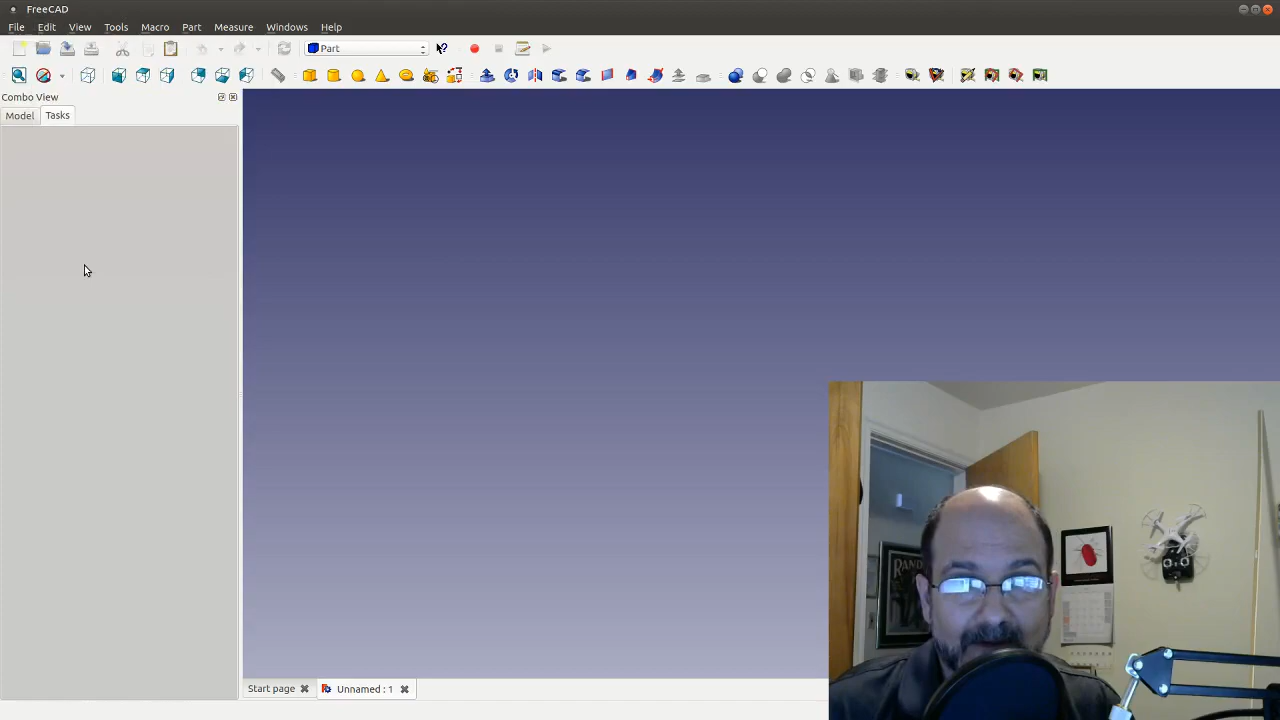 FreeCAD
File Edit View Tools Macro Part Measure Windows Help
Part
Combo View
Model Tasks
Start page Unnamed : 1
RAND